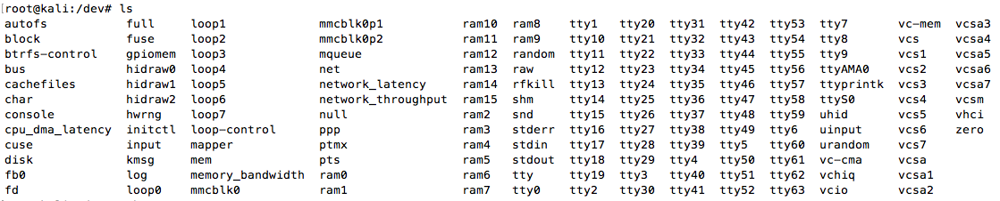 [root@kali:/dev# ls
autofs full loop1 mmcblk0p1 ram10 ram8 tty1 tty20 tty31 tty42 tty53 tty7 vc-mem vcsa3
block fuse loop2 mmcblk0p2 ram11 ram9 tty10 tty21 tty32 tty43 tty54 tty8 vcs vcsa4
btrfs-control gpiomem loop3 mqueue ram12 random tty11 tty22 tty33 tty44 tty55 tty9 vcs1 vcsa5
bus hidraw0 loop4 net ram13 raw tty12 tty23 tty34 tty45 tty56 ttyAMA0 vcs2 vcsa6
cachefiles hidraw1 loop5 network_latency ram14 rfkill tty13 tty24 tty35 tty46 tty57 ttyprintk vcs3 vcsa7
char hidraw2 loop6 network_throughput ram15 shm tty14 tty25 tty36 tty47 tty58 ttyS0 vcs4 vcsm
console hwrng loop7 null ram2 snd tty15 tty26 tty37 tty48 tty59 uhid vcs5 vhci
cpu_dma_latency initctl loop-control ppp ram3 stderr tty16 tty27 tty38 tty49 tty6 uinput vcs6 zero
cuse input mapper ptmx ram4 stdin tty17 tty28 tty39 tty5 tty60 urandom vcs7
disk kmsg mem pts ram5 stdout tty18 tty29 tty4 tty50 tty61 vc-cma vcsa
fb0 log memory_bandwidth ram0 ram6 tty tty19 tty3 tty40 tty51 tty62 vchiq vcsa1
fd loop0 mmcblk0 ram1 ram7 tty0 tty2 tty30 tty41 tty52 tty63 vcio vcsa2